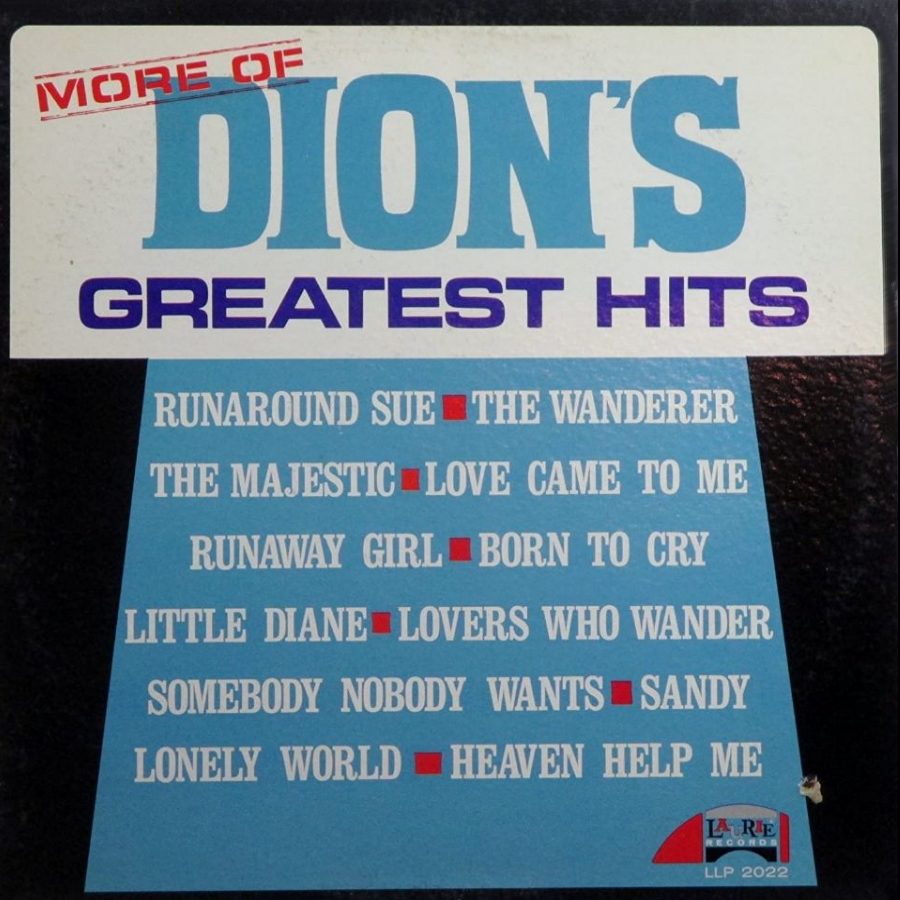 MORE OF
DION'S
GREATEST HITS
RUNAROUND SUE ■ THE WANDERER
THE MAJESTIC ■ LOVE CAME TO ME
RUNAWAY GIRL ■ BORN TO CRY
LITTLE DIANE ■ LOVERS WHO WANDER
SOMEBODY NOBODY WANTS ■ SANDY
LONELY WORLD ■ HEAVEN HELP ME
LAURIE
RECORDS
LLP 2022